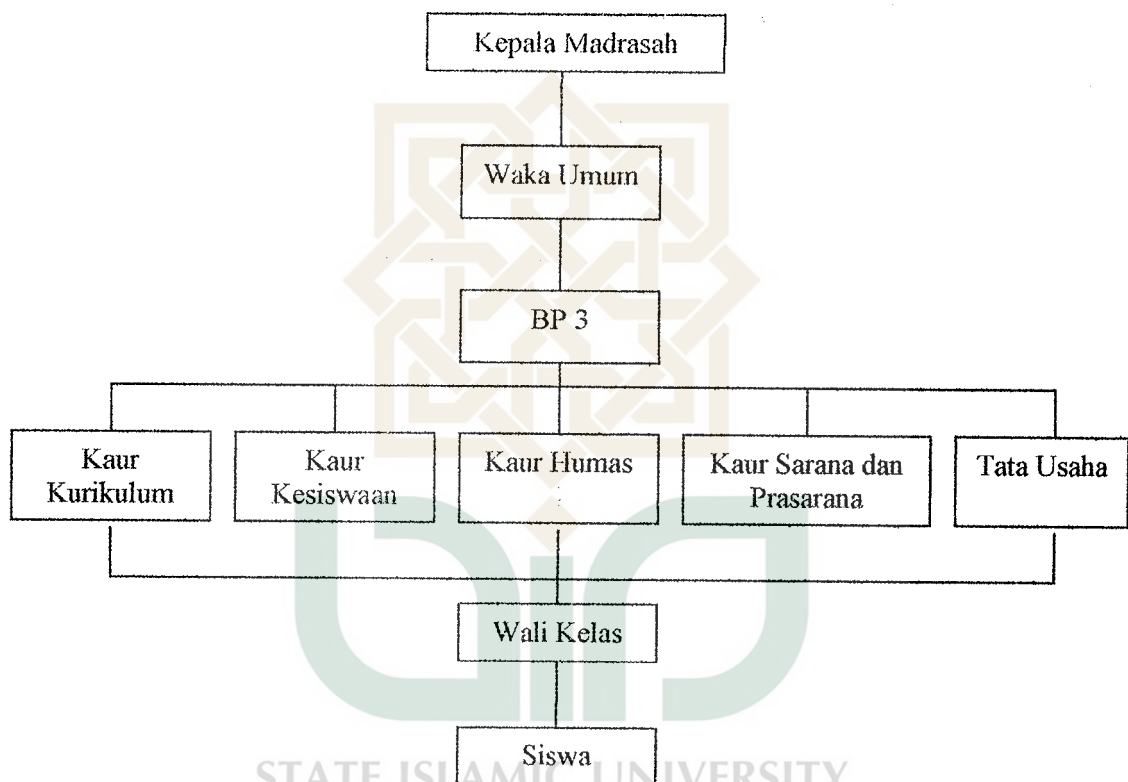 Kepala Madrasah
Waka Umum
BP 3
Kaur
Kurikulum
Kaur
Kesiswaan
Kaur Humas
Kaur Sarana dan
Prasarana
Tata Usaha
Wali Kelas
Siswa
STATE ISLAMIC UNIVERSITY